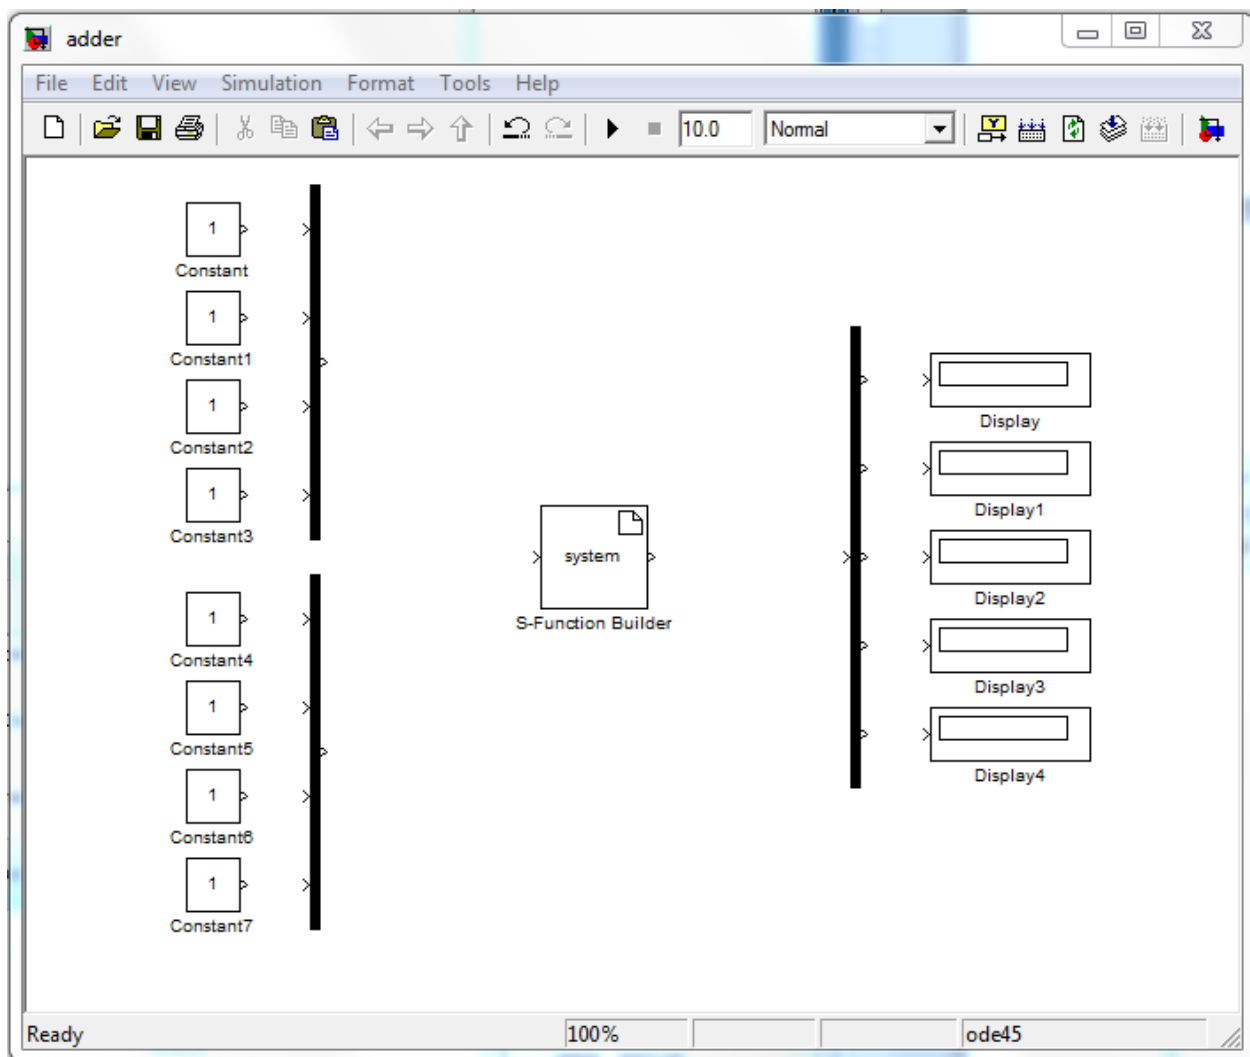 adder
File Edit View Simulation Format Tools Help
10.0 Normal
1
Constant
1
Constant1
1
Constant2
1
Constant3
1
Constant4
1
Constant5
1
Constant6
1
Constant7
system
S-Function Builder
Display
Display1
Display2
Display3
Display4
Ready 100% ode45